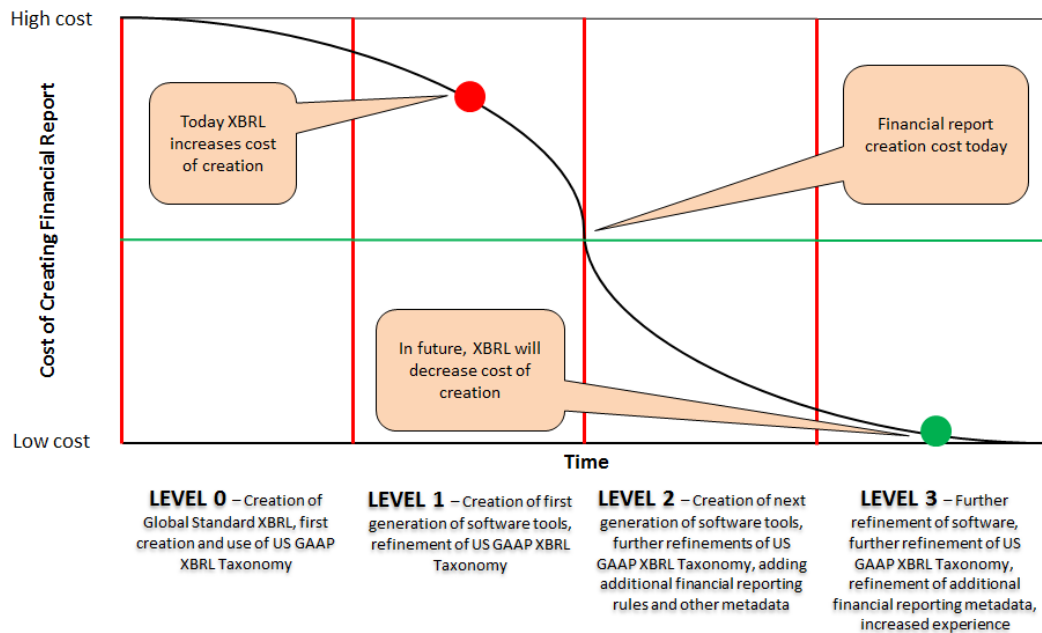 High cost
Cost of Creating Financial Report
Today XBRL
increases cost
of creation
Financial report
creation cost today
In future, XBRL will
decrease cost of
creation
Low cost
Time
LEVEL 0 – Creation of
Global Standard XBRL, first
creation and use of US GAAP
XBRL Taxonomy
LEVEL 1 – Creation of first
generation of software tools,
refinement of US GAAP XBRL
Taxonomy
LEVEL 2 – Creation of next
generation of software tools,
further refinements of US
GAAP XBRL Taxonomy, adding
additional financial reporting
rules and other metadata
LEVEL 3 – Further
refinement of software,
further refinement of US
GAAP XBRL Taxonomy,
refinement of additional
financial reporting metadata,
increased experience